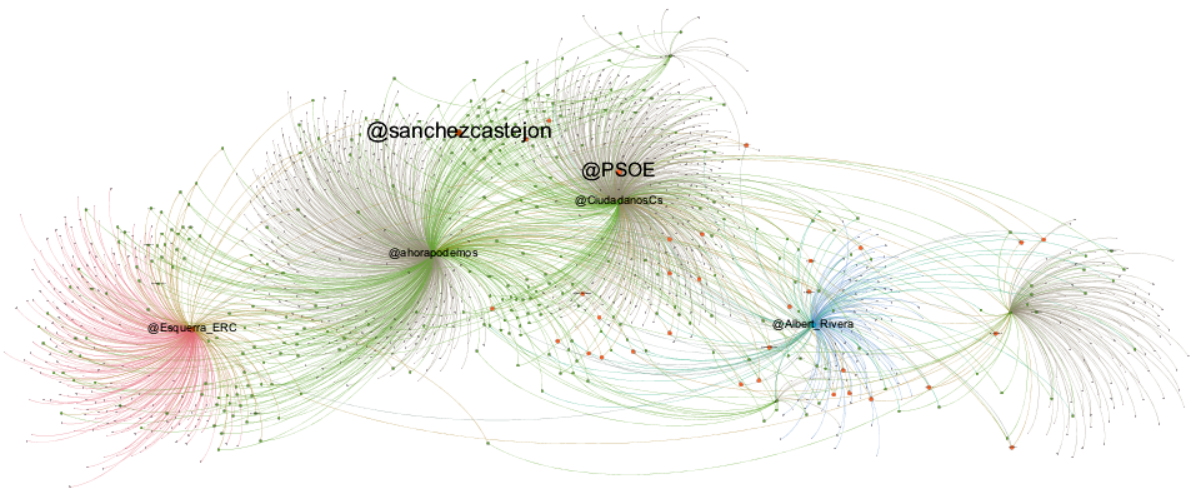 @sanchezcastejon
@PSOE
@CiudadanosCs
@ahorapodemos
@Esquerra_ERC
@Albert_Rivera